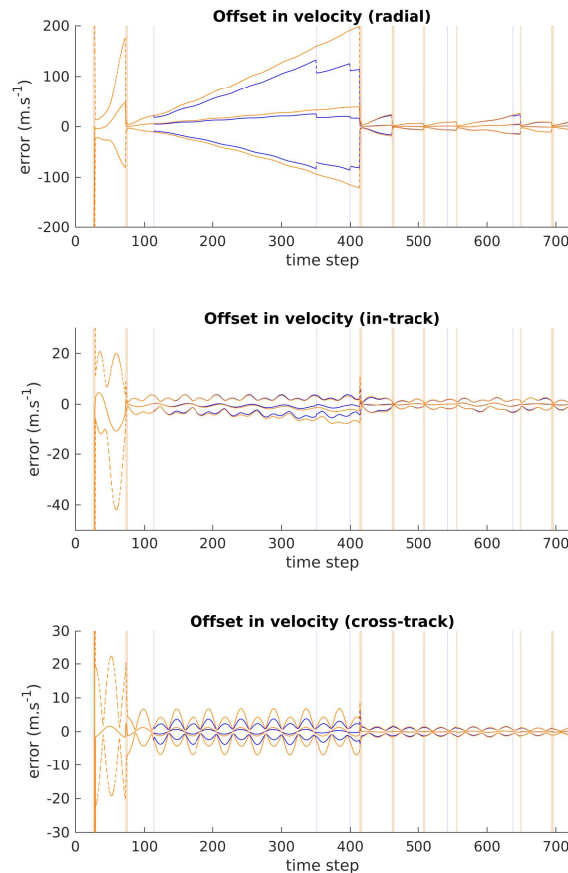 Offset in velocity (radial)
200
100
0
-100
-200
error (m.s-1)
0 100 200 300 400 500 600 700
time step
Offset in velocity (in-track)
20
0
-20
-40
error (m.s-1)
0 100 200 300 400 500 600 700
time step
Offset in velocity (cross-track)
30
20
10
0
-10
-20
-30
error (m.s-1)
0 100 200 300 400 500 600 700
time step